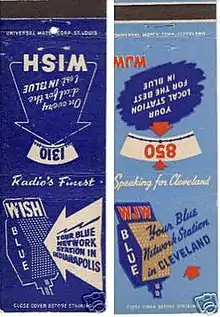 UNIVERSAL MATCH CORP. ST. LOUIS
WISH
On every
dial for the
best IN BLUE
1310
Radio's Finest
WISH
BLUE
YOUR BLUE
NETWORK
STATION IN
INDIANAPOLIS
CLOSE COVER BEFORE STRIKING
UNIVERSAL MATCH CORP. ST. LOUIS
WJW
YOUR
LOCAL STATION
FOR THE BEST
IN BLUE
850
Speaking for Cleveland
WJW
BLUE
Your Blue
Network Station
in CLEVELAND
CLOSE COVER BEFORE STRIKING